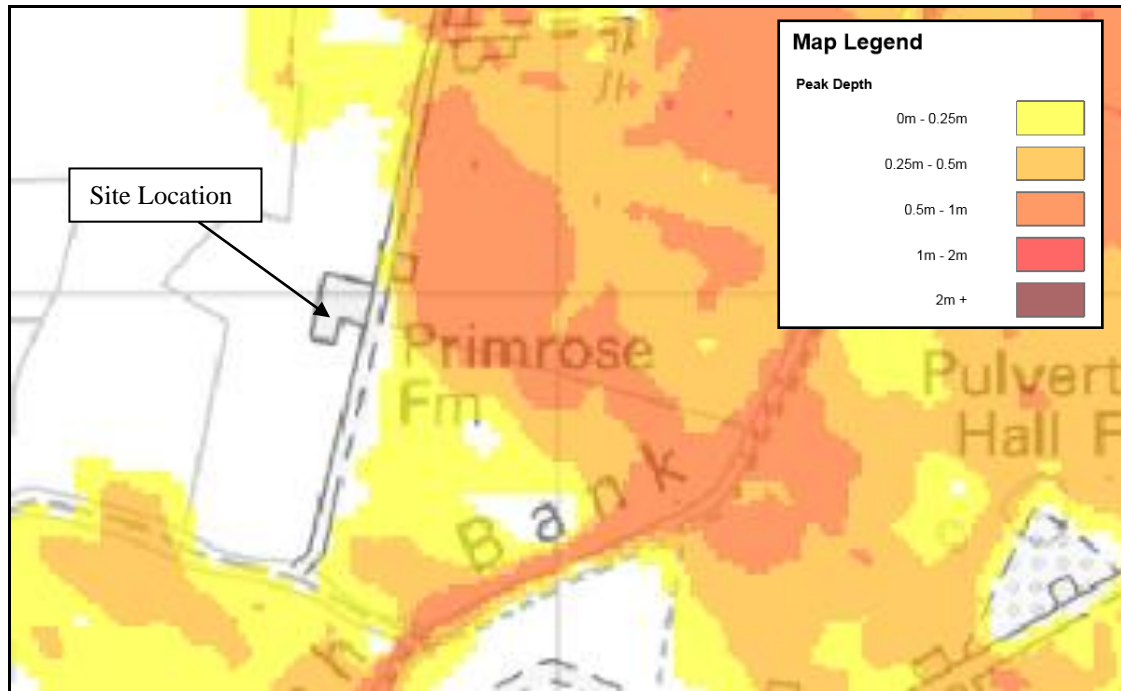 Map Legend
Peak Depth
0m - 0.25m
0.25m - 0.5m
0.5m - 1m
1m - 2m
2m +
Site Location
Primrose
Fm
Pulvert
Hall F
Bank
h